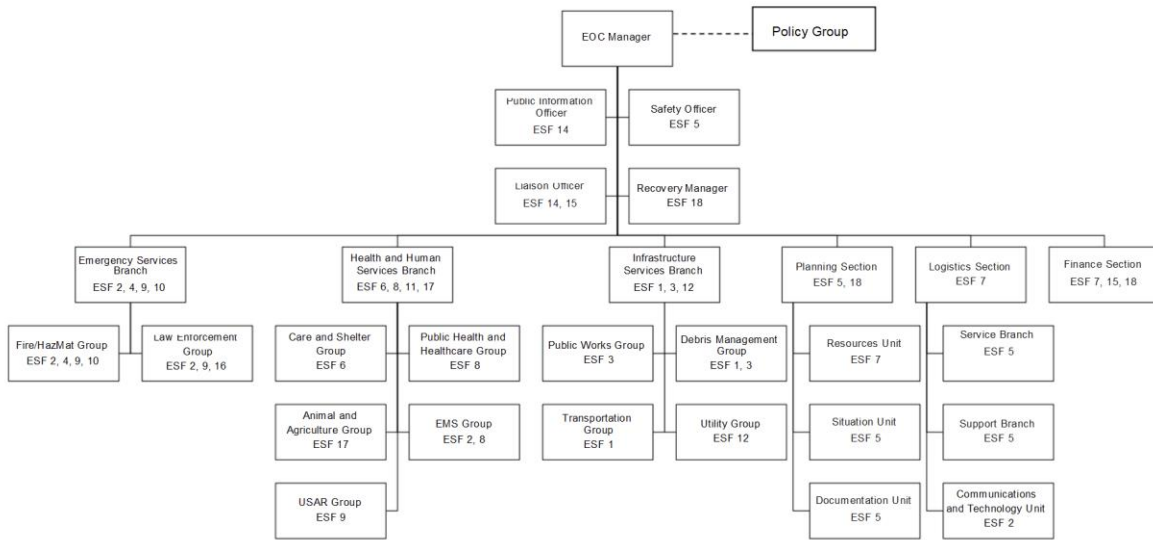 EOC Manager
Policy Group
Public Information
Officer
ESF 14
Safety Officer
ESF 5
Liaison Officer
ESF 14, 15
Recovery Manager
ESF 18
Emergency Services
Branch
ESF 2, 4, 9, 10
Health and Human
Services Branch
ESF 6, 8, 11, 17
Infrastructure
Services Branch
ESF 1, 3, 12
Planning Section
ESF 5, 18
Logistics Section
ESF 7
Finance Section
ESF 7, 15, 18
Fire/HazMat Group
ESF 2, 4, 9, 10
Law Enforcement
Group
ESF 2, 9, 16
Care and Shelter
Group
ESF 6
Public Health and
Healthcare Group
ESF 8
Public Works Group
ESF 3
Debris Management
Group
ESF 1, 3
Resources Unit
ESF 7
Service Branch
ESF 5
Animal and
Agriculture Group
ESF 17
EMS Group
ESF 2, 8
Transportation
Group
ESF 1
Utility Group
ESF 12
Situation Unit
ESF 5
Support Branch
ESF 5
USAR Group
ESF 9
Documentation Unit
ESF 5
Communications
and Technology Unit
ESF 2